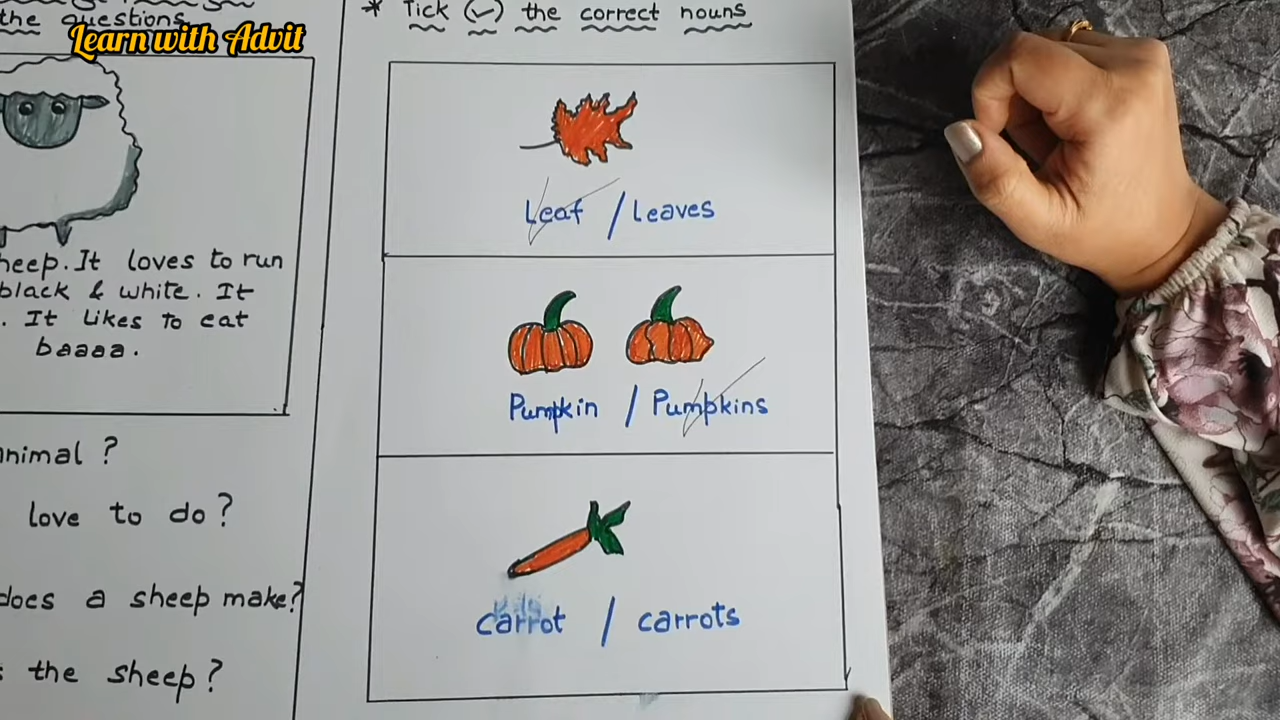 the questions
Learn with Advit
heep. It loves to run
black & white. It
. It likes to eat
baaaa.
animal ?
love to do ?
does a sheep make?
the sheep ?
* Tick (✓) the correct nouns
Leaf / Leaves
Pumpkin / Pumpkins
carrot / carrots